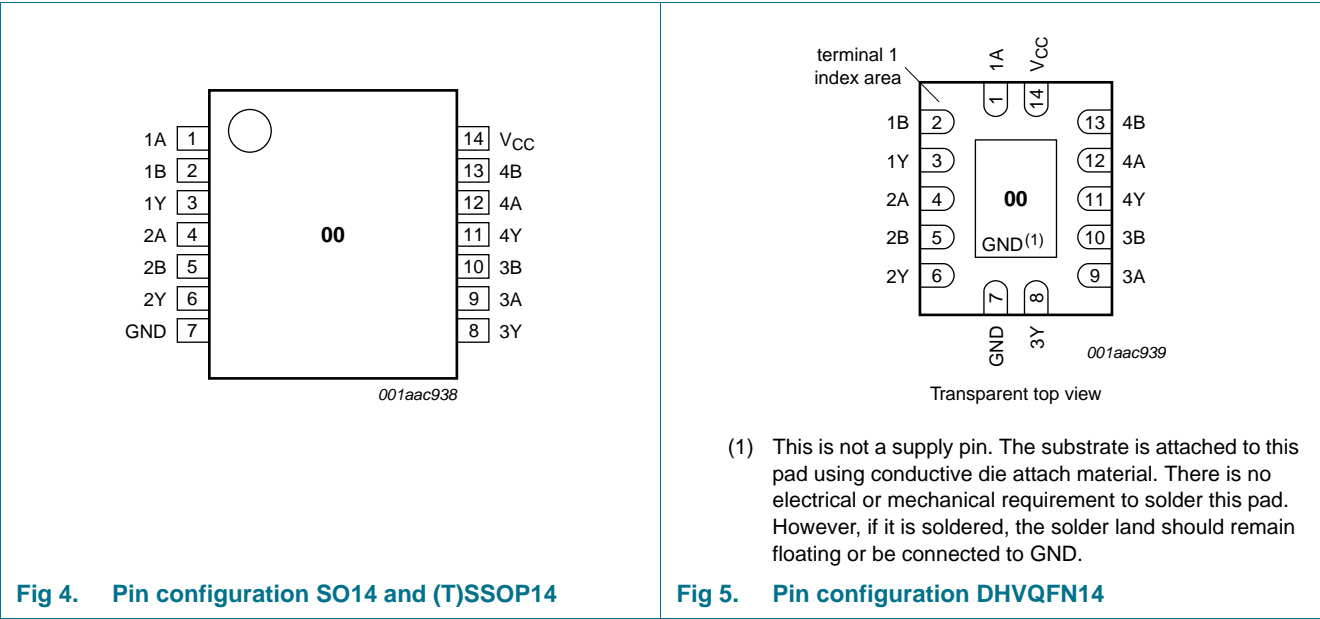 1A 1
1B 2
1Y 3
2A 4
2B 5
2Y 6
GND 7
00
14 VCC
13 4B
12 4A
11 4Y
10 3B
9 3A
8 3Y
001aac938
Fig 4. Pin configuration SO14 and (T)SSOP14
terminal 1
index area
1A
VCC
1
14
1B 2
1Y 3
2A 4
2B 5
2Y 6
00
GND(1)
13 4B
12 4A
11 4Y
10 3B
9 3A
7
8
GND
3Y
001aac939
Transparent top view
(1) This is not a supply pin. The substrate is attached to this
pad using conductive die attach material. There is no
electrical or mechanical requirement to solder this pad.
However, if it is soldered, the solder land should remain
floating or be connected to GND.
Fig 5. Pin configuration DHVQFN14